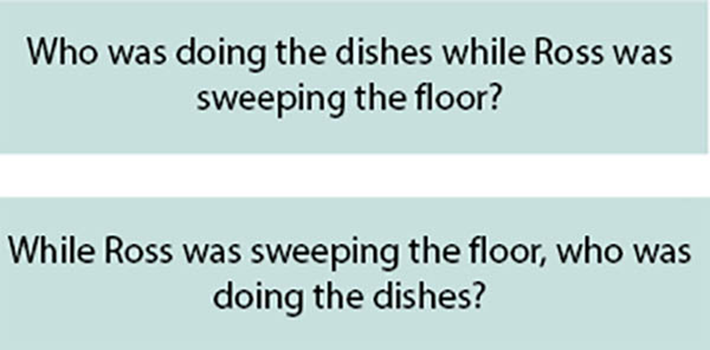 Who was doing the dishes while Ross was
sweeping the floor?
While Ross was sweeping the floor, who was
doing the dishes?